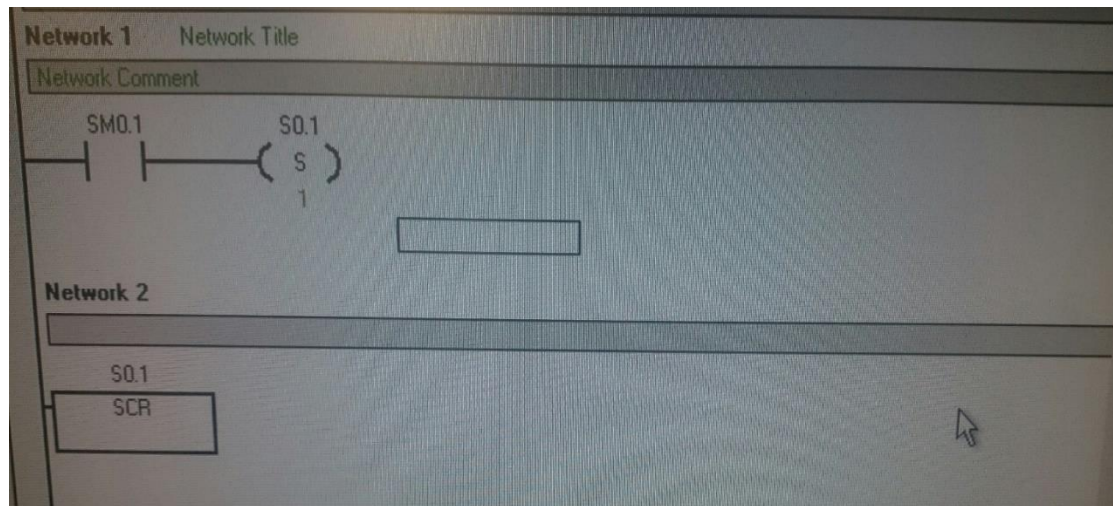 Network 1 Network Title
Network Comment
SM0.1 S0.1
S
1
Network 2
S0.1
SCR